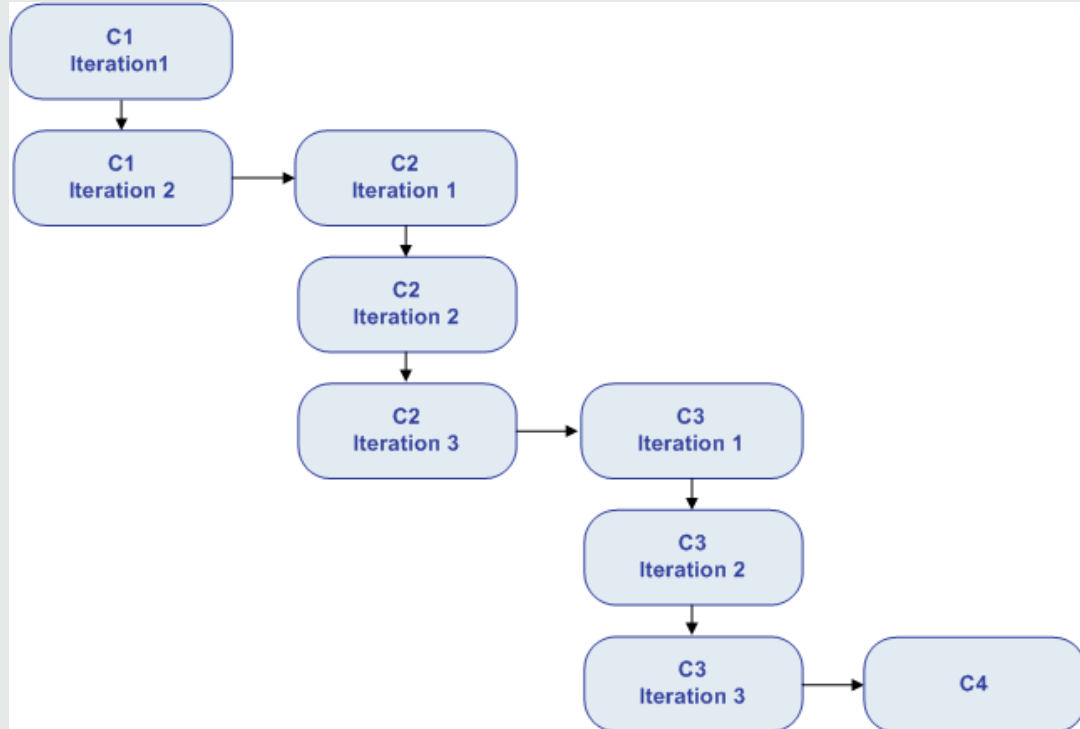 C1
Iteration1
C1
Iteration 2
C2
Iteration 1
C2
Iteration 2
C2
Iteration 3
C3
Iteration 1
C3
Iteration 2
C3
Iteration 3
C4